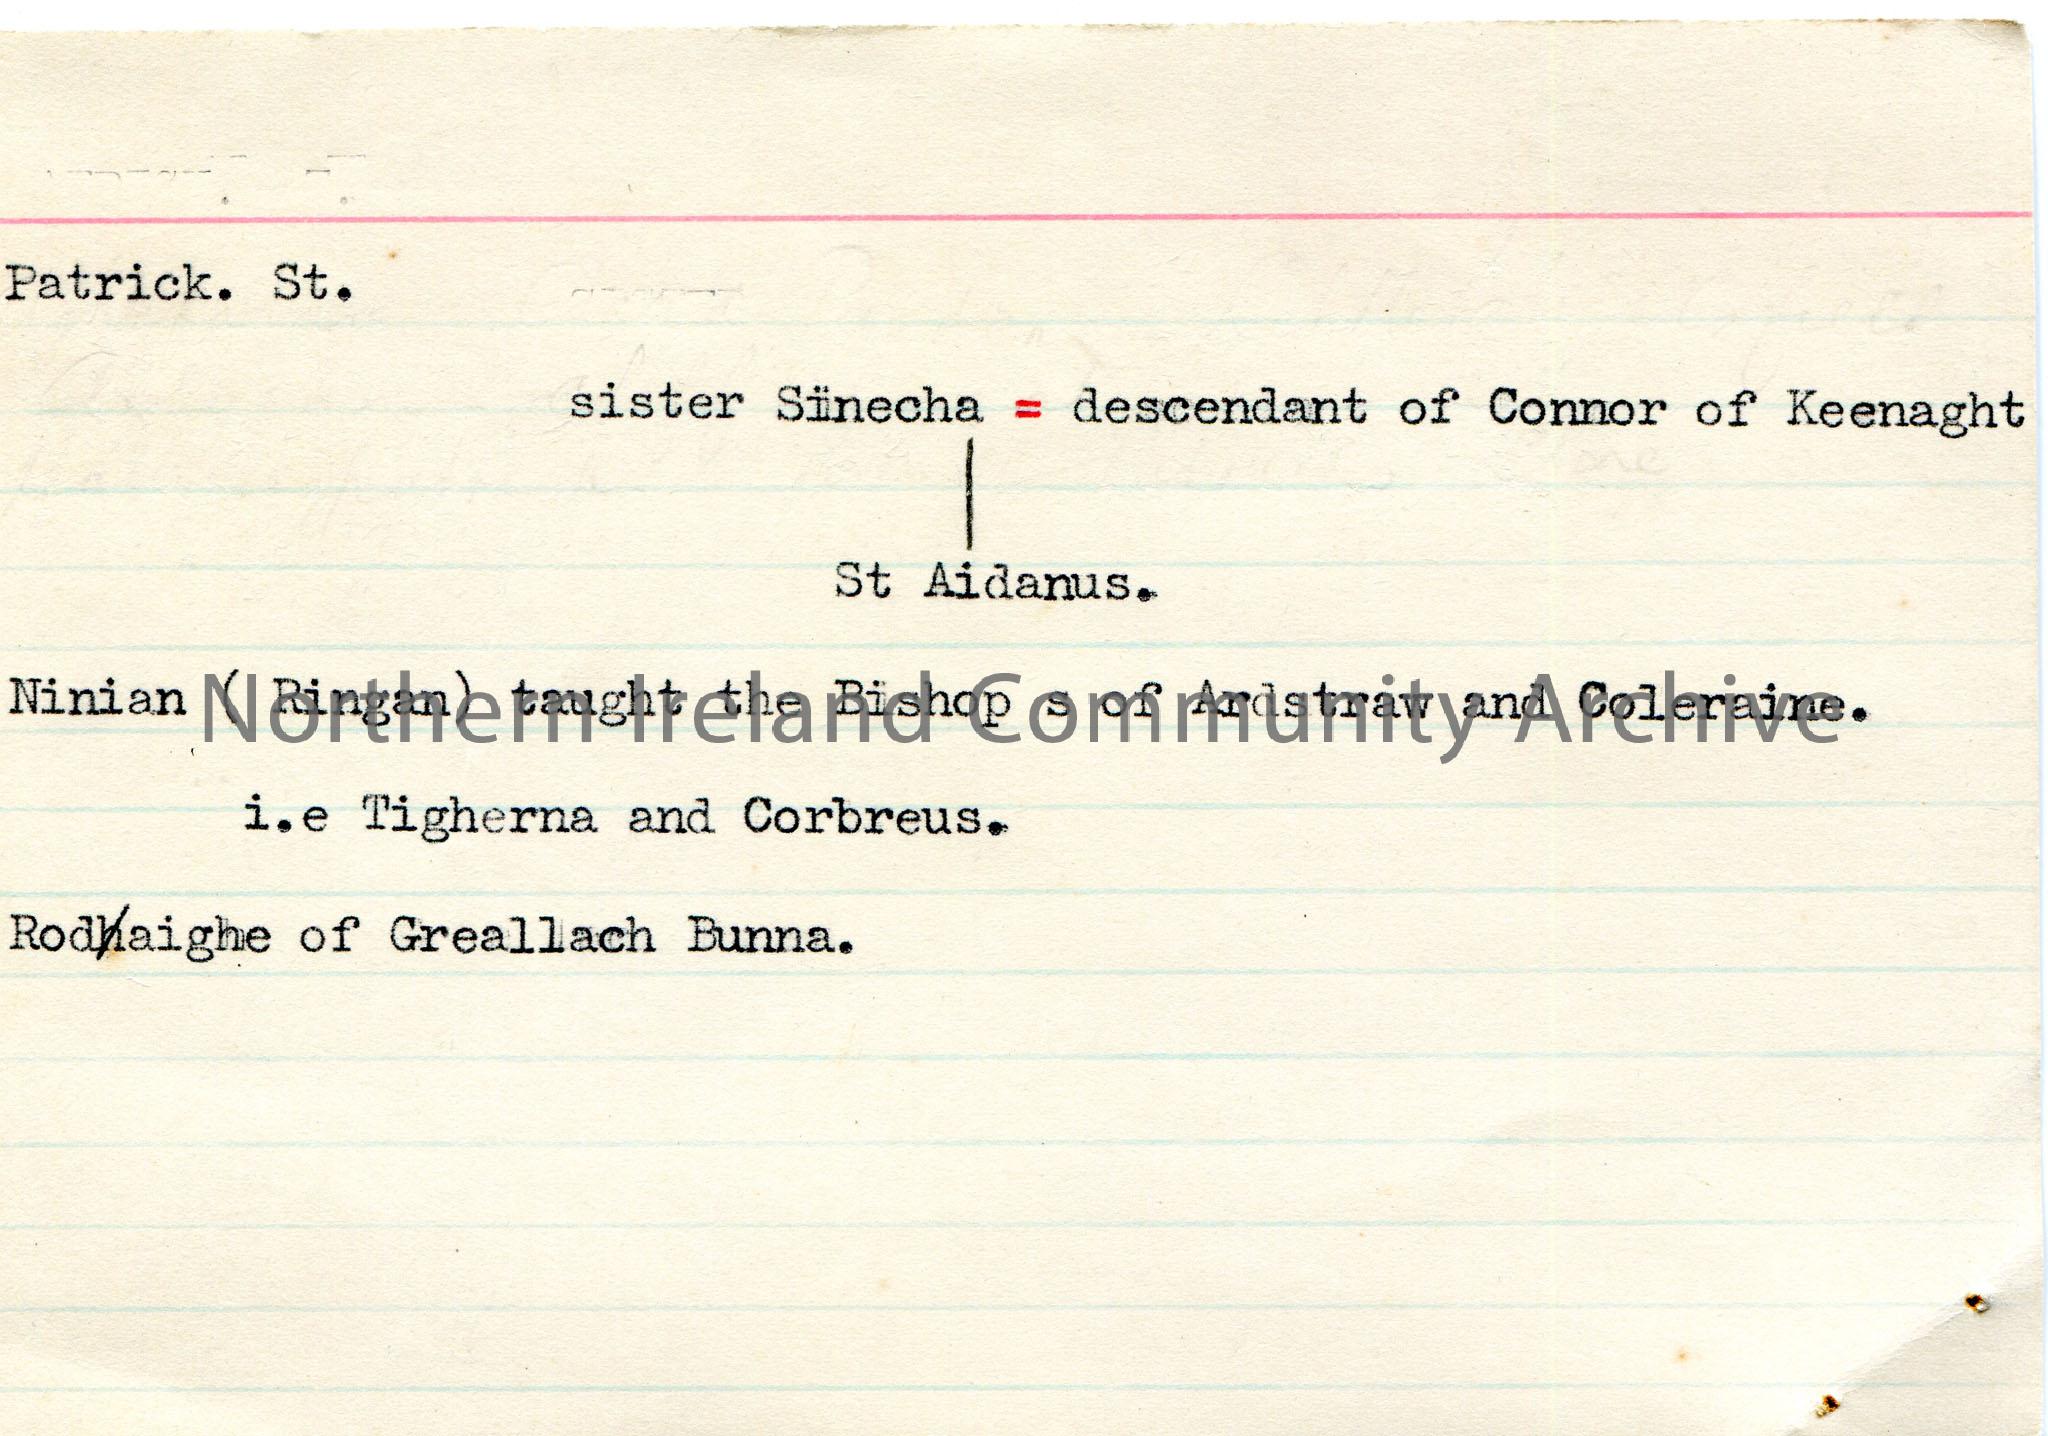 Patrick. St.
sister Sinecha = descendant of Connor of Keenaght
St Aidanus.
Ninian ( Ringan) taught the Bishop s of Ardstraw and Coleraine.
Northern Ireland Community Archive
i.e Tigherna and Corbreus.
Rodhaighe of Greallach Bunna.